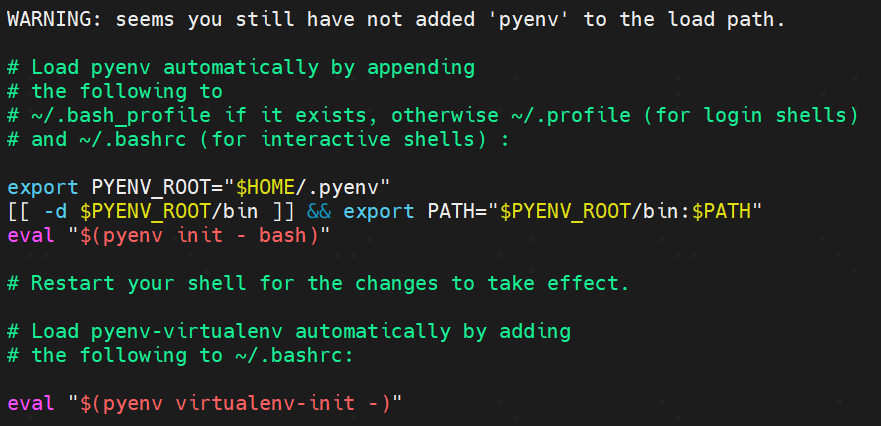 WARNING: seems you still have not added 'pyenv' to the load path.
# Load pyenv automatically by appending
# the following to
# ~/.bash_profile if it exists, otherwise ~/.profile (for login shells)
# and ~/.bashrc (for interactive shells) :
export PYENV_ROOT="$HOME/.pyenv"
[[ -d $PYENV_ROOT/bin ]] && export PATH="$PYENV_ROOT/bin:$PATH"
eval "$(pyenv init - bash)"
# Restart your shell for the changes to take effect.
# Load pyenv-virtualenv automatically by adding
# the following to ~/.bashrc:
eval "$(pyenv virtualenv-init -)"